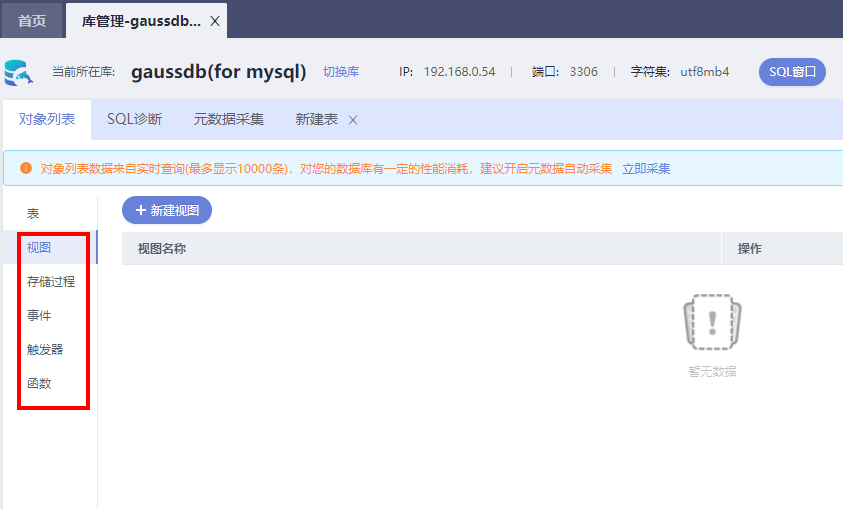 首页 库管理-gaussdb... X
当前所在库: gaussdb(for mysql) 切换库 IP: 192.168.0.54 | 端口: 3306 | 字符集: utf8mb4 SQL窗口
对象列表 SQL诊断 元数据采集 新建表 X
对象列表数据来自实时查询(最多显示10000条)，对您的数据库有一定的性能消耗，建议开启元数据自动采集 立即采集
表
视图
存储过程
事件
触发器
函数
+ 新建视图
视图名称 操作
暂无数据